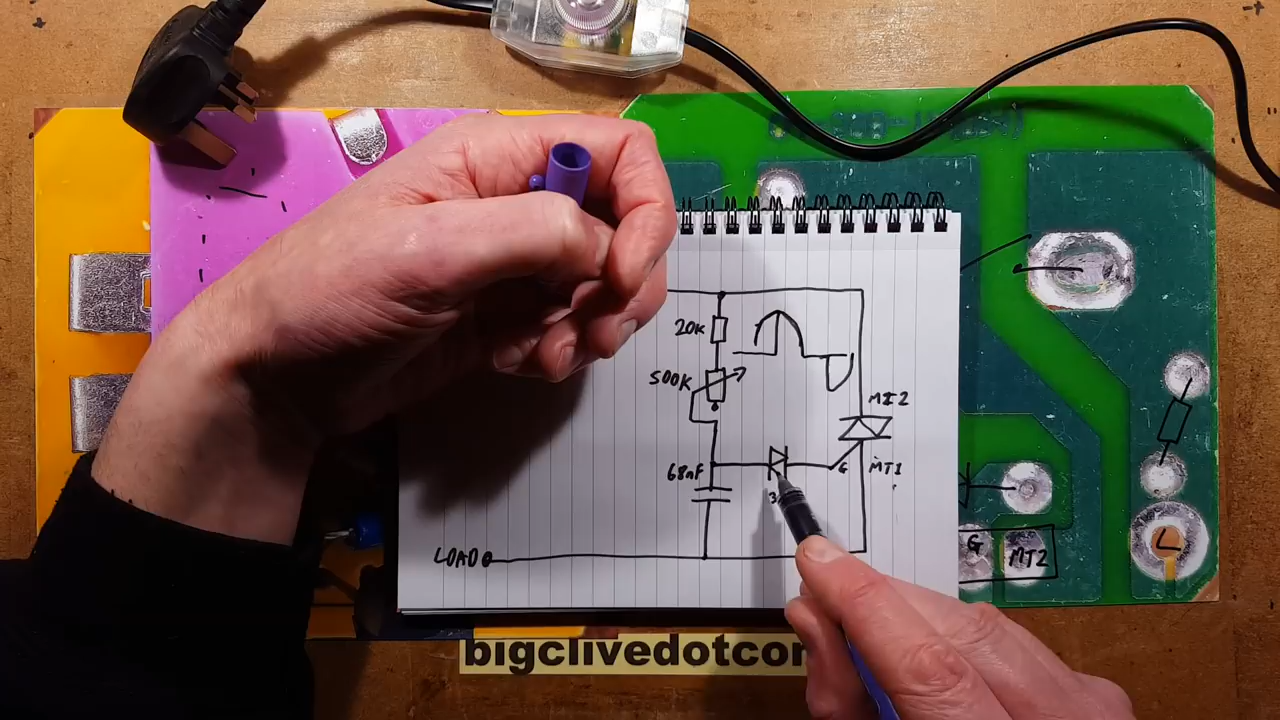 20K
500K
MT2
68nF
G
MT1
LOAD
G
MT2
L
bigclivedotcom